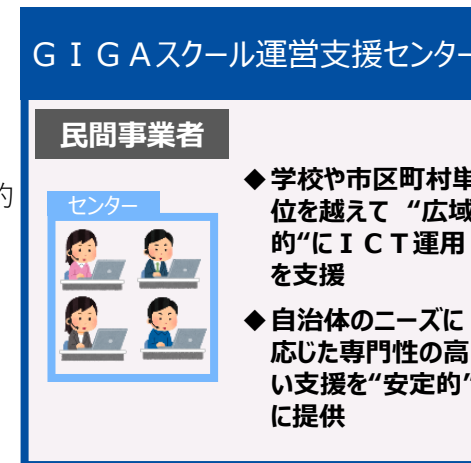 GIGAスクール運営支援センター
民間事業者
的
センター
◆学校や市区町村単
位を越えて “広域
的“にＩＣＴ運用
を支援
◆自治体のニーズに
応じた専門性の高
い支援を“安定的”
に提供